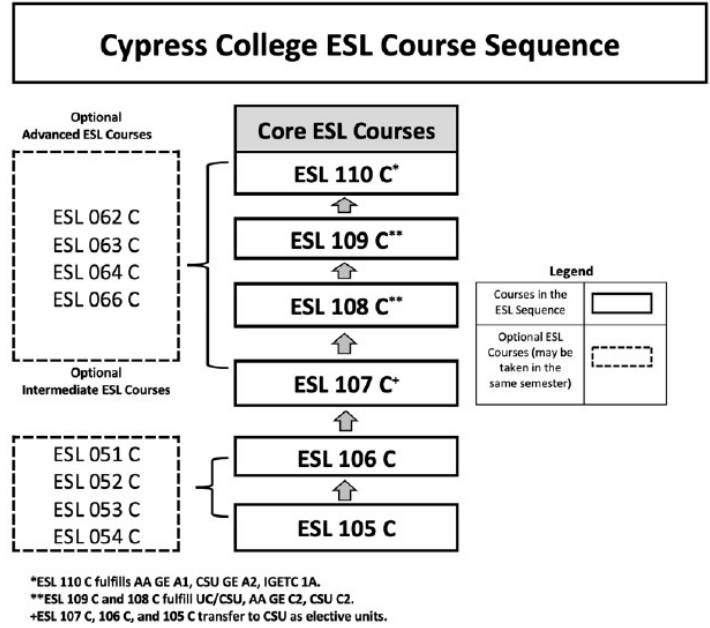 Cypress College ESL Course Sequence
Optional
Advanced ESL Courses
ESL 062 C
ESL 063 C
ESL 064 C
ESL 066 C
Optional
Intermediate ESL Courses
ESL 051 C
ESL 052 C
ESL 053 C
ESL 054 C
Core ESL Courses
ESL 110 C*
ESL 109 C**
ESL 108 C**
ESL 107 C+
ESL 106 C
ESL 105 C
Legend
Courses in the
ESL Sequence
Optional ESL
Courses (may be
taken in the
same semester)
*ESL 110 C fulfills AA GE A1, CSU GE A2, IGETC 1A.
**ESL 109 C and 108 C fulfill UC/CSU, AA GE C2, CSU C2.
+ESL 107 C, 106 C, and 105 C transfer to CSU as elective units.